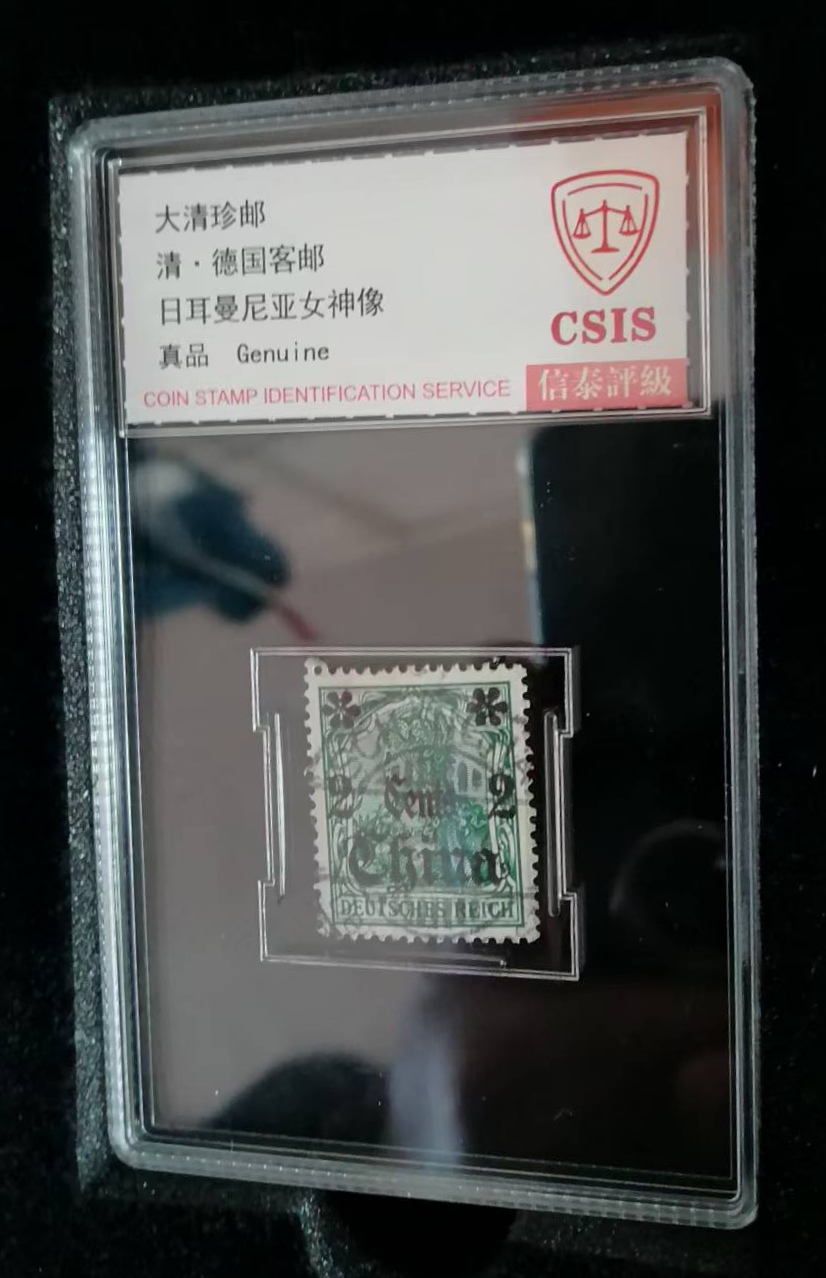 大清珍邮
清·德国客邮
日耳曼尼亚女神像
真品 Genuine
COIN STAMP IDENTIFICATION SERVICE
CSIS
信泰評級
2 Cents 2
China
DEUTSCHES REICH